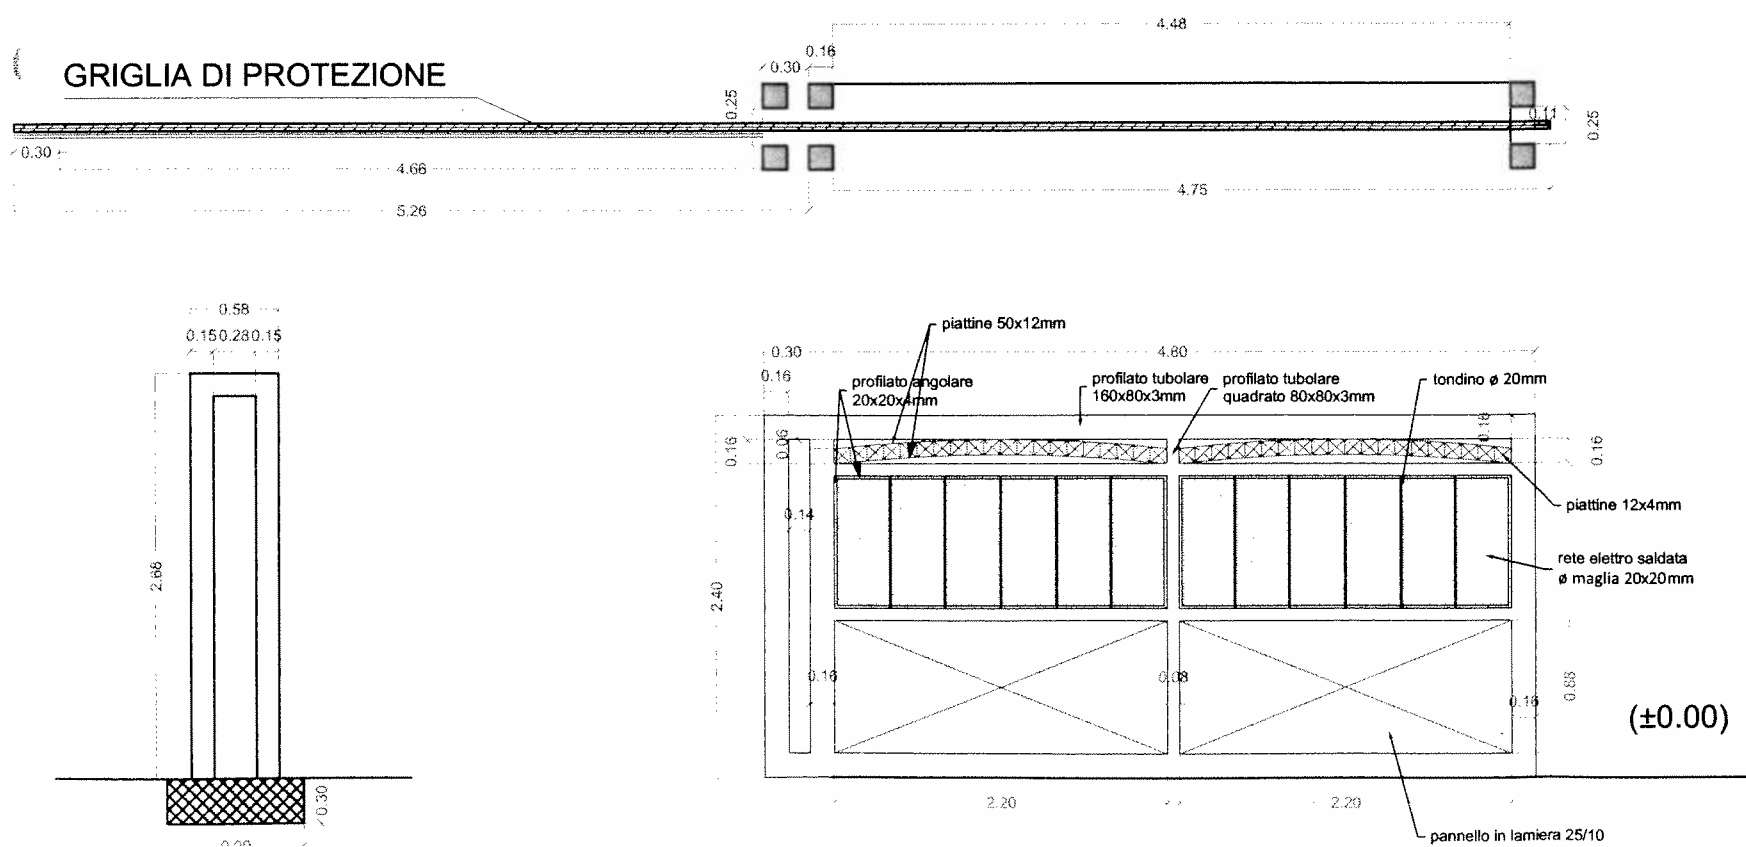 4.48
0.16
0.30
GRIGLIA DI PROTEZIONE
0.25
0.11
0.25
0.30
4.66
4.75
5.26
0.58
0.15 0.28 0.15
2.68
0.30
piattine 50x12mm
0.30
4.80
0.16
profilato angolare
20x20x4mm
profilato tubolare
160x80x3mm
profilato tubolare
quadrato 80x80x3mm
tondino ø 20mm
0.16
0.16
0.06
0.16
piattine 12x4mm
0.14
rete elettro saldata
ø maglia 20x20mm
2.40
0.16
0.08
0.16
0.88
(±0.00)
2.20
2.20
pannello in lamiera 25/10